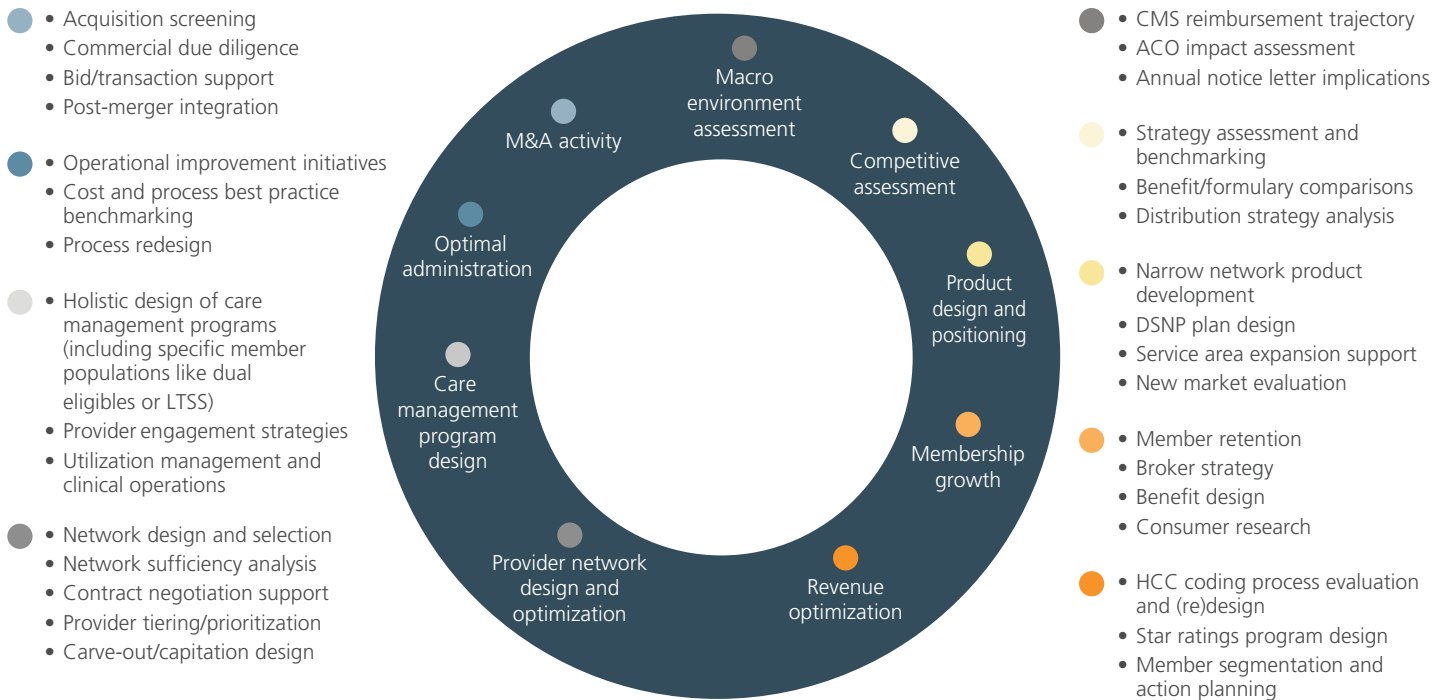 • Acquisition screening
• Commercial due diligence
• Bid/transaction support
• Post-merger integration
• Operational improvement initiatives
• Cost and process best practice
benchmarking
• Process redesign
• Holistic design of care
management programs
(including specific member
populations like dual
eligibles or LTSS)
• Provider engagement strategies
• Utilization management and
clinical operations
• Network design and selection
• Network sufficiency analysis
• Contract negotiation support
• Provider tiering/prioritization
• Carve-out/capitation design
Macro
environment
assessment
Competitive
assessment
Product
design and
positioning
Membership
growth
Revenue
optimization
Provider network
design and
optimization
Care
management
program
design
Optimal
administration
M&A activity
• CMS reimbursement trajectory
• ACO impact assessment
• Annual notice letter implications
• Strategy assessment and
benchmarking
• Benefit/formulary comparisons
• Distribution strategy analysis
• Narrow network product
development
• DSNP plan design
• Service area expansion support
• New market evaluation
• Member retention
• Broker strategy
• Benefit design
• Consumer research
• HCC coding process evaluation
and (re)design
• Star ratings program design
• Member segmentation and
action planning